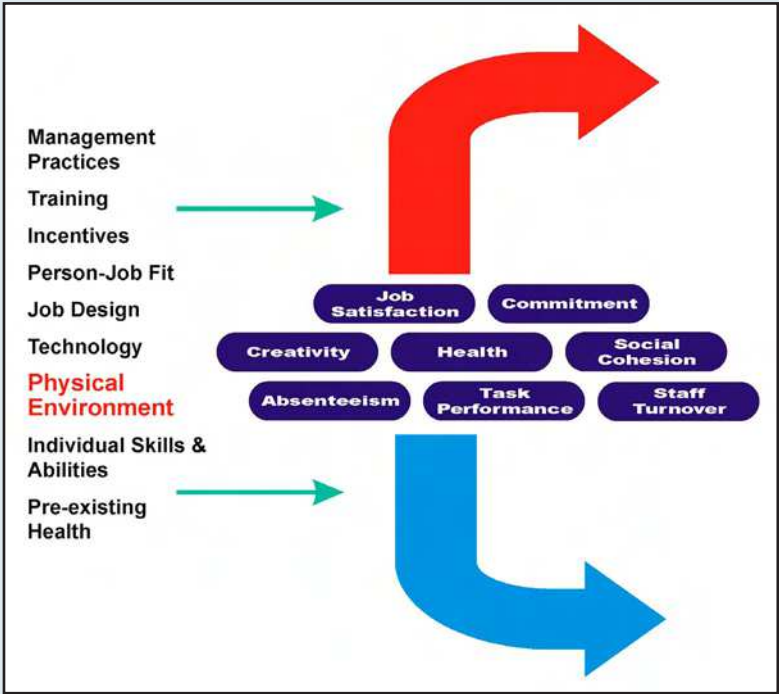 Management
Practices
Training
Incentives
Person-Job Fit
Job Design
Technology
Physical
Environment
Individual Skills &
Abilities
Pre-existing
Health
Job
Satisfaction
Commitment
Creativity
Health
Social
Cohesion
Absenteeism
Task
Performance
Staff
Turnover